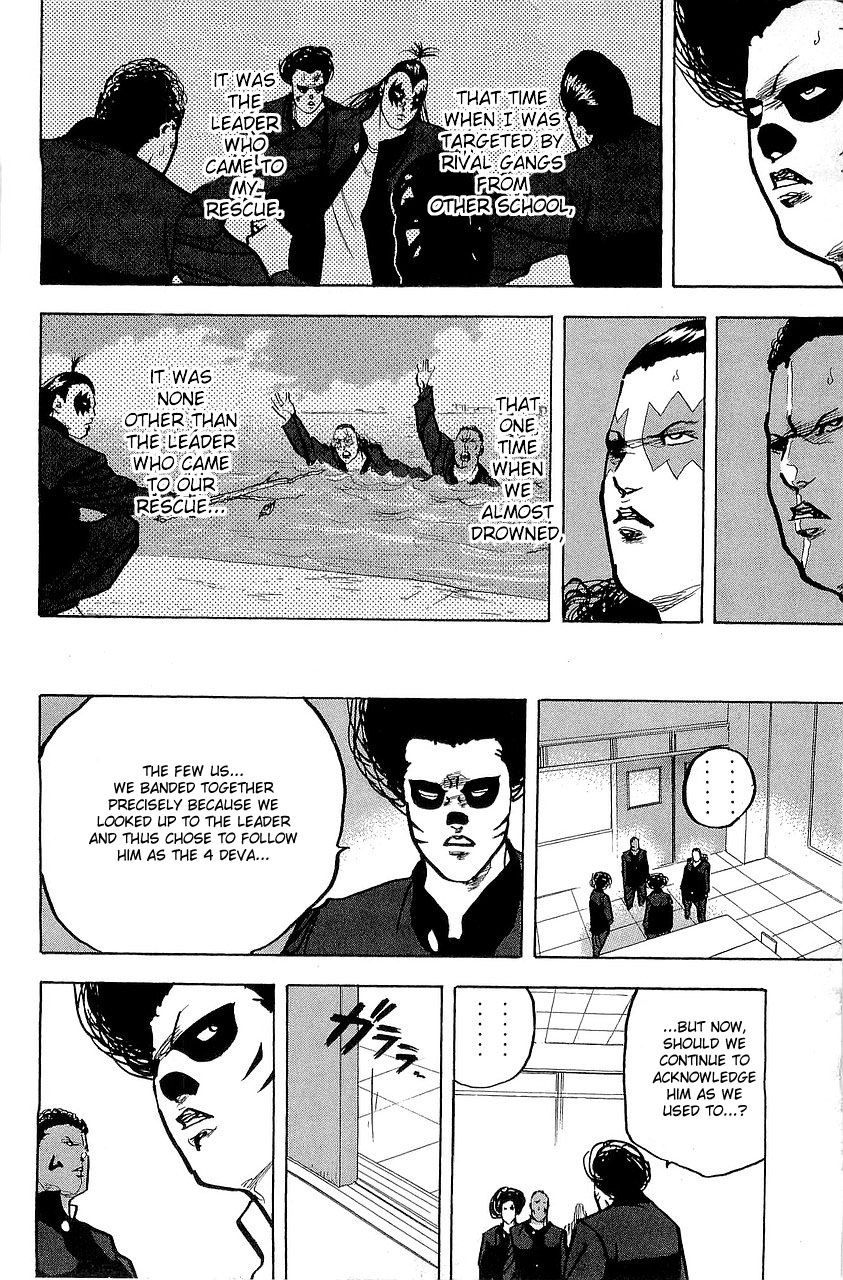 THAT TIME
WHEN I WAS
TARGETED BY
RIVAL GANGS
FROM
OTHER SCHOOL,
IT WAS
THE
LEADER
WHO
CAME TO
MY
RESCUE.
THAT
ONE
TIME
WHEN
WE
ALMOST
DROWNED,
IT WAS
NONE
OTHER THAN
THE LEADER
WHO CAME
TO OUR
RESCUE...
......
THE FEW US...
WE BANDED TOGETHER
PRECISELY BECAUSE WE
LOOKED UP TO THE LEADER
AND THUS CHOSE TO FOLLOW
HIM AS THE 4 DEVA...
...BUT NOW,
SHOULD WE
CONTINUE TO
ACKNOWLEDGE
HIM AS WE
USED TO...?
......
ガララ